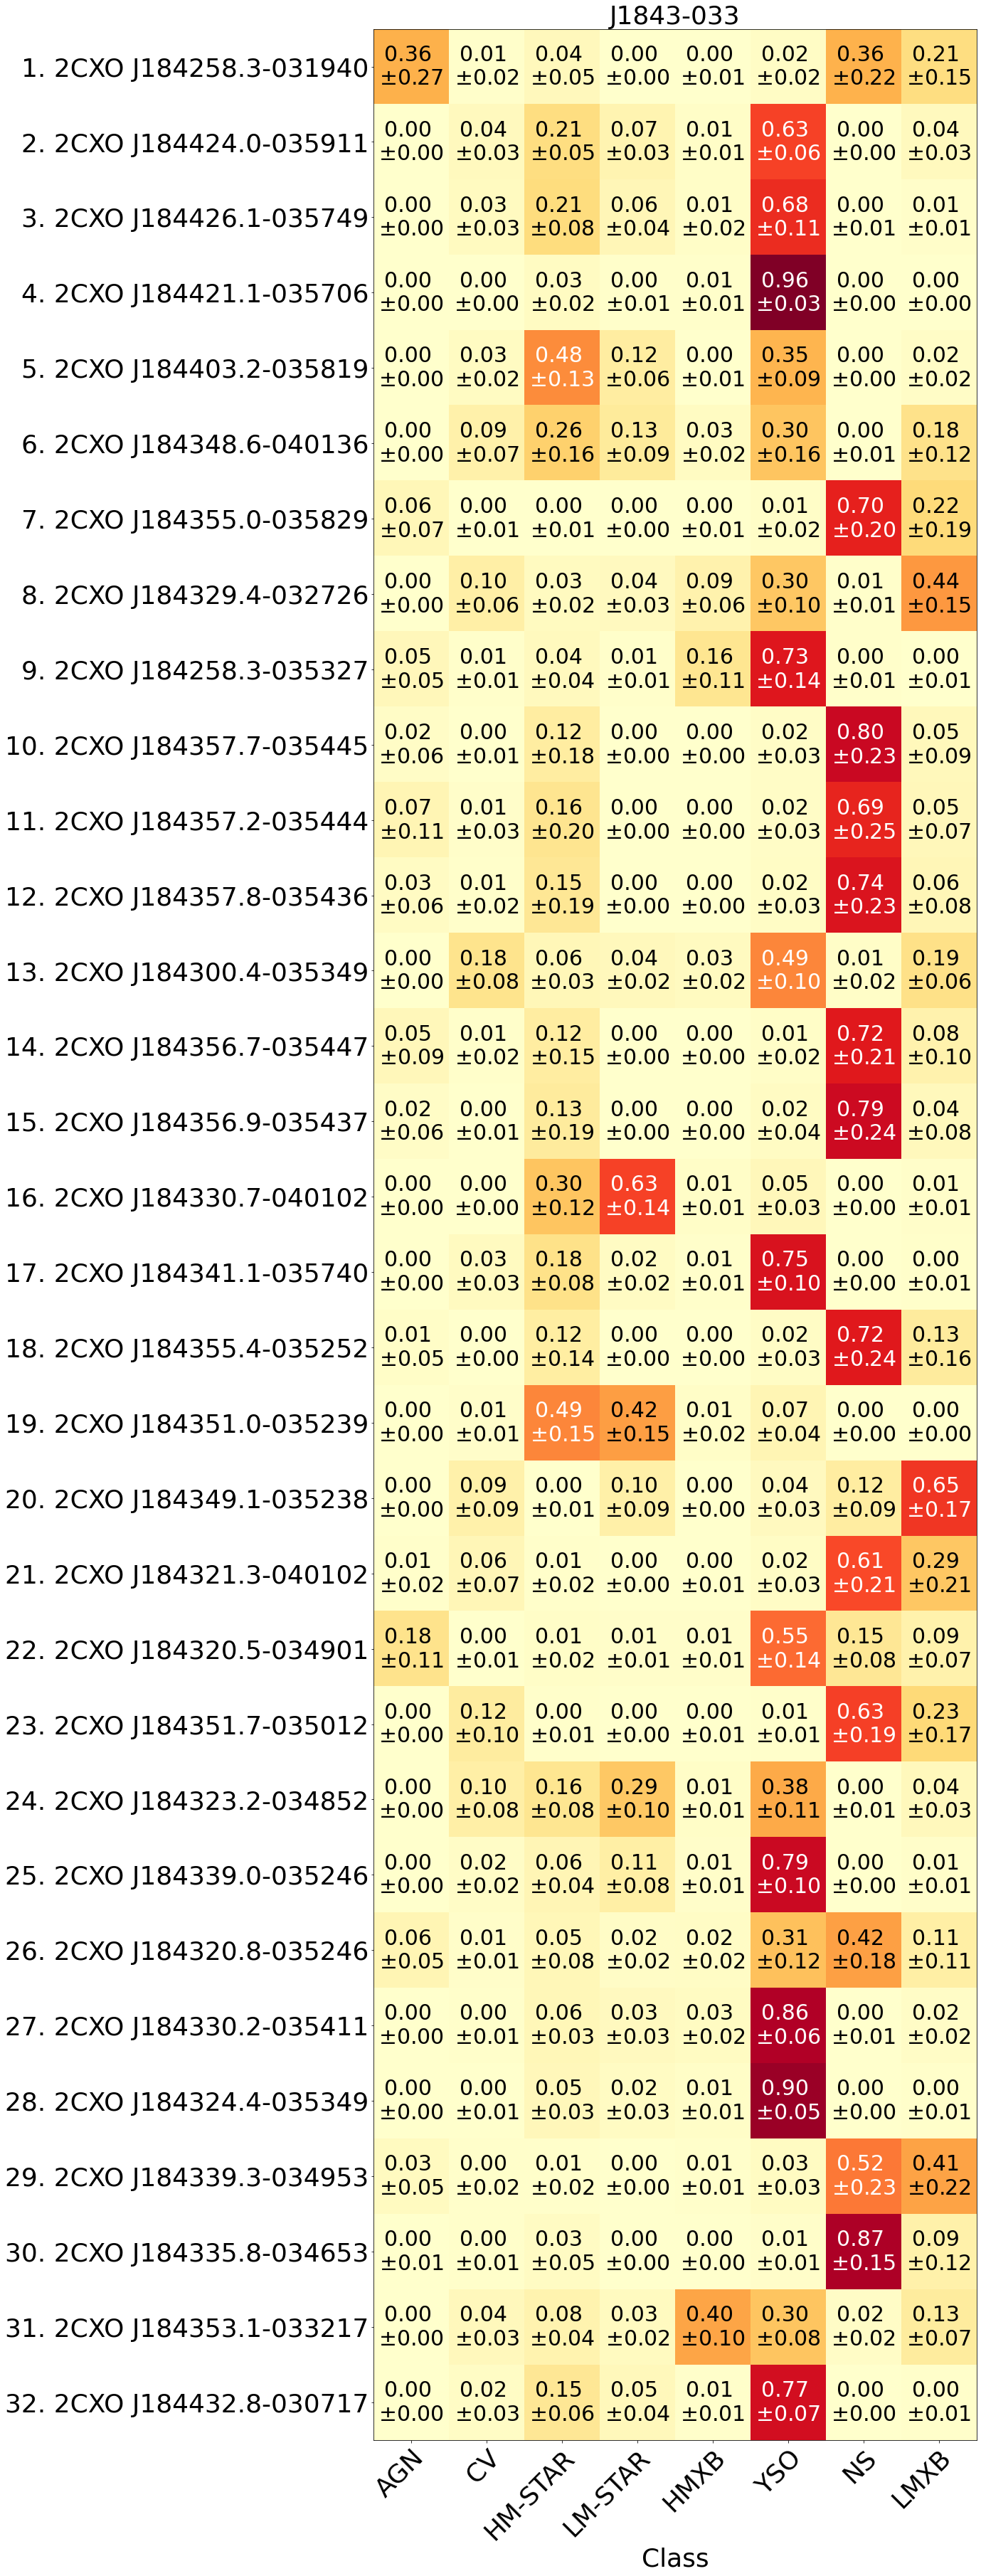 J1843-033
1. 2CXO J184258.3-031940 0.36 0.01 0.04 0.00 0.00 0.02 0.36 0.21
±0.27 ±0.02 ±0.05 ±0.00 ±0.01 ±0.02 ±0.22 ±0.15
2. 2CXO J184424.0-035911 0.00 0.04 0.21 0.07 0.01 0.63 0.00 0.04
±0.00 ±0.03 ±0.05 ±0.03 ±0.01 ±0.06 ±0.00 ±0.03
3. 2CXO J184426.1-035749 0.00 0.03 0.21 0.06 0.01 0.68 0.00 0.01
±0.00 ±0.03 ±0.08 ±0.04 ±0.02 ±0.11 ±0.01 ±0.01
4. 2CXO J184421.1-035706 0.00 0.00 0.03 0.00 0.01 0.96 0.00 0.00
±0.00 ±0.00 ±0.02 ±0.01 ±0.01 ±0.03 ±0.00 ±0.00
5. 2CXO J184403.2-035819 0.00 0.03 0.48 0.12 0.00 0.35 0.00 0.02
±0.00 ±0.02 ±0.13 ±0.06 ±0.01 ±0.09 ±0.00 ±0.02
6. 2CXO J184348.6-040136 0.00 0.09 0.26 0.13 0.03 0.30 0.00 0.18
±0.00 ±0.07 ±0.16 ±0.09 ±0.02 ±0.16 ±0.01 ±0.12
7. 2CXO J184355.0-035829 0.06 0.00 0.00 0.00 0.00 0.01 0.70 0.22
±0.07 ±0.01 ±0.01 ±0.00 ±0.01 ±0.02 ±0.20 ±0.19
8. 2CXO J184329.4-032726 0.00 0.10 0.03 0.04 0.09 0.30 0.01 0.44
±0.00 ±0.06 ±0.02 ±0.03 ±0.06 ±0.10 ±0.01 ±0.15
9. 2CXO J184258.3-035327 0.05 0.01 0.04 0.01 0.16 0.73 0.00 0.00
±0.05 ±0.01 ±0.04 ±0.01 ±0.11 ±0.14 ±0.01 ±0.01
10. 2CXO J184357.7-035445 0.02 0.00 0.12 0.00 0.00 0.02 0.80 0.05
±0.06 ±0.01 ±0.18 ±0.00 ±0.00 ±0.03 ±0.23 ±0.09
11. 2CXO J184357.2-035444 0.07 0.01 0.16 0.00 0.00 0.02 0.69 0.05
±0.11 ±0.03 ±0.20 ±0.00 ±0.00 ±0.03 ±0.25 ±0.07
12. 2CXO J184357.8-035436 0.03 0.01 0.15 0.00 0.00 0.02 0.74 0.06
±0.06 ±0.02 ±0.19 ±0.00 ±0.00 ±0.03 ±0.23 ±0.08
13. 2CXO J184300.4-035349 0.00 0.18 0.06 0.04 0.03 0.49 0.01 0.19
±0.00 ±0.08 ±0.03 ±0.02 ±0.02 ±0.10 ±0.02 ±0.06
14. 2CXO J184356.7-035447 0.05 0.01 0.12 0.00 0.00 0.01 0.72 0.08
±0.09 ±0.02 ±0.15 ±0.00 ±0.00 ±0.02 ±0.21 ±0.10
15. 2CXO J184356.9-035437 0.02 0.00 0.13 0.00 0.00 0.02 0.79 0.04
±0.06 ±0.01 ±0.19 ±0.00 ±0.00 ±0.04 ±0.24 ±0.08
16. 2CXO J184330.7-040102 0.00 0.00 0.30 0.63 0.01 0.05 0.00 0.01
±0.00 ±0.00 ±0.12 ±0.14 ±0.01 ±0.03 ±0.00 ±0.01
17. 2CXO J184341.1-035740 0.00 0.03 0.18 0.02 0.01 0.75 0.00 0.00
±0.00 ±0.03 ±0.08 ±0.02 ±0.01 ±0.10 ±0.00 ±0.01
18. 2CXO J184355.4-035252 0.01 0.00 0.12 0.00 0.00 0.02 0.72 0.13
±0.05 ±0.00 ±0.14 ±0.00 ±0.00 ±0.03 ±0.24 ±0.16
19. 2CXO J184351.0-035239 0.00 0.01 0.49 0.42 0.01 0.07 0.00 0.00
±0.00 ±0.01 ±0.15 ±0.15 ±0.02 ±0.04 ±0.00 ±0.00
20. 2CXO J184349.1-035238 0.00 0.09 0.00 0.10 0.00 0.04 0.12 0.65
±0.00 ±0.09 ±0.01 ±0.09 ±0.00 ±0.03 ±0.09 ±0.17
21. 2CXO J184321.3-040102 0.01 0.06 0.01 0.00 0.00 0.02 0.61 0.29
±0.02 ±0.07 ±0.02 ±0.00 ±0.01 ±0.03 ±0.21 ±0.21
22. 2CXO J184320.5-034901 0.18 0.00 0.01 0.01 0.01 0.55 0.15 0.09
±0.11 ±0.01 ±0.02 ±0.01 ±0.01 ±0.14 ±0.08 ±0.07
23. 2CXO J184351.7-035012 0.00 0.12 0.00 0.00 0.00 0.01 0.63 0.23
±0.00 ±0.10 ±0.01 ±0.00 ±0.01 ±0.01 ±0.19 ±0.17
24. 2CXO J184323.2-034852 0.00 0.10 0.16 0.29 0.01 0.38 0.00 0.04
±0.00 ±0.08 ±0.08 ±0.10 ±0.01 ±0.11 ±0.01 ±0.03
25. 2CXO J184339.0-035246 0.00 0.02 0.06 0.11 0.01 0.79 0.00 0.01
±0.00 ±0.02 ±0.04 ±0.08 ±0.01 ±0.10 ±0.00 ±0.01
26. 2CXO J184320.8-035246 0.06 0.01 0.05 0.02 0.02 0.31 0.42 0.11
±0.05 ±0.01 ±0.08 ±0.02 ±0.02 ±0.12 ±0.18 ±0.11
27. 2CXO J184330.2-035411 0.00 0.00 0.06 0.03 0.03 0.86 0.00 0.02
±0.00 ±0.01 ±0.03 ±0.03 ±0.02 ±0.06 ±0.01 ±0.02
28. 2CXO J184324.4-035349 0.00 0.00 0.05 0.02 0.01 0.90 0.00 0.00
±0.00 ±0.01 ±0.03 ±0.03 ±0.01 ±0.05 ±0.00 ±0.01
29. 2CXO J184339.3-034953 0.03 0.00 0.01 0.00 0.01 0.03 0.52 0.41
±0.05 ±0.02 ±0.02 ±0.00 ±0.01 ±0.03 ±0.23 ±0.22
30. 2CXO J184335.8-034653 0.00 0.00 0.03 0.00 0.00 0.01 0.87 0.09
±0.01 ±0.01 ±0.05 ±0.00 ±0.00 ±0.01 ±0.15 ±0.12
31. 2CXO J184353.1-033217 0.00 0.04 0.08 0.03 0.40 0.30 0.02 0.13
±0.00 ±0.03 ±0.04 ±0.02 ±0.10 ±0.08 ±0.02 ±0.07
32. 2CXO J184432.8-030717 0.00 0.02 0.15 0.05 0.01 0.77 0.00 0.00
±0.00 ±0.03 ±0.06 ±0.04 ±0.01 ±0.07 ±0.00 ±0.01
AGN CV HM-STAR LM-STAR HMXB YSO NS LMXB
Class